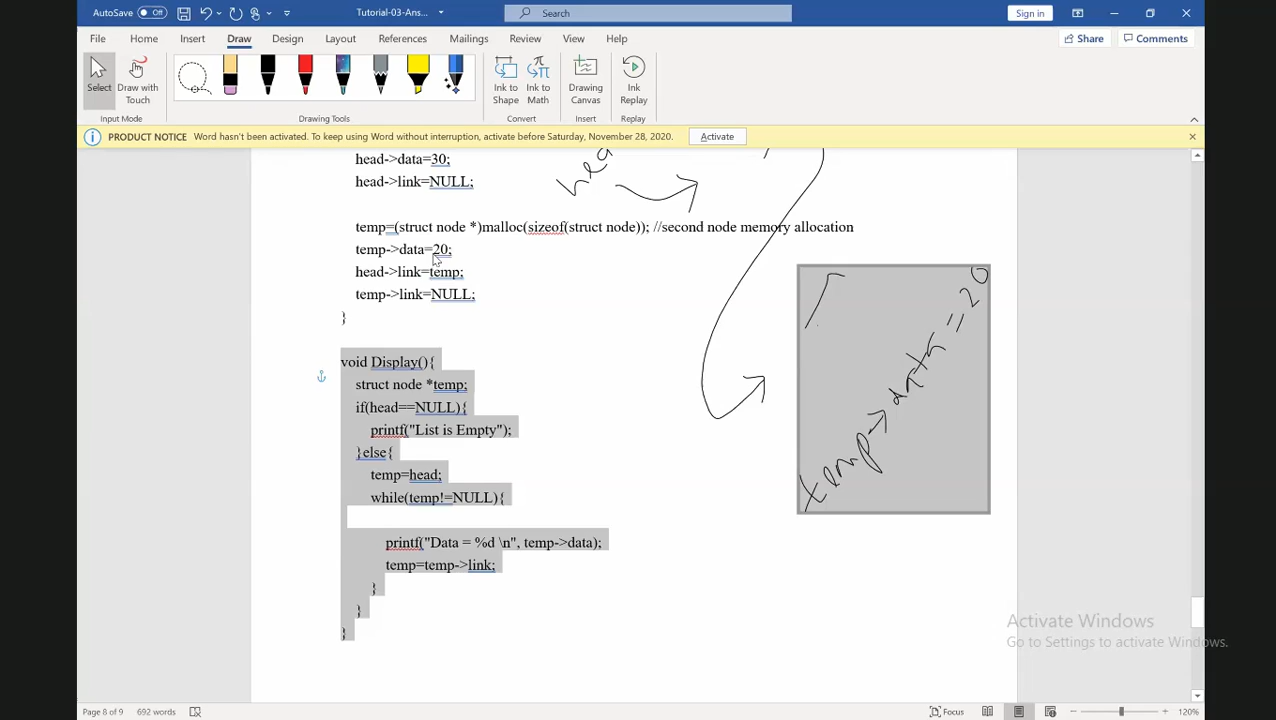 AutoSave Off
Tutorial-03-Ans...
Search
Sign in
File Home Insert Draw Design Layout References Mailings Review View Help
Share Comments
Select
Draw with Touch
Ink to Shape
Ink to Math
Drawing Canvas
Ink Replay
Input Mode Drawing Tools Convert Insert Replay
PRODUCT NOTICE Word hasn't been activated. To keep using Word without interruption, activate before Saturday, November 28, 2020. Activate
head->data=30;
head->link=NULL;
hea
temp=(struct node *)malloc(sizeof(struct node)); //second node memory allocation
temp->data=20;
head->link=temp;
temp->link=NULL;
}
void Display(){
struct node *temp;
if(head==NULL){
printf("List is Empty");
}else{
temp=head;
while(temp!=NULL){
printf("Data = %d \n", temp->data);
temp=temp->link;
}
}
}
temp→data=20
Activate Windows
Go to Settings to activate Windows.
Page 8 of 9 692 words
Focus
120%